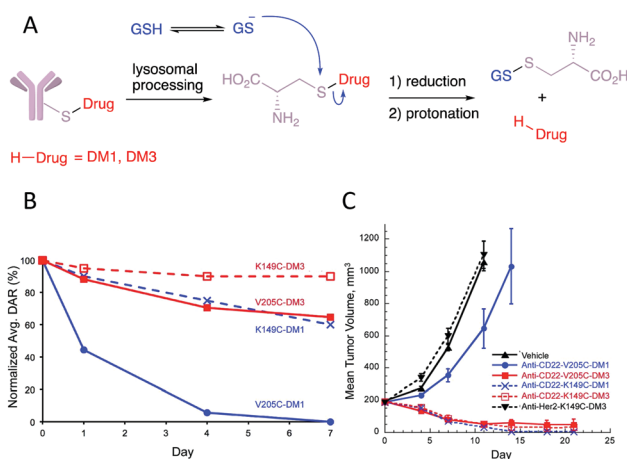 A
GSH
GS
−
lysosomal
processing
S
Drug
HO₂C
S
Drug
NH₂
1) reduction
2) protonation
NH₂
S
GS
CO₂H
+
H
Drug
H—Drug = DM1, DM3
B
Normalized Avg. DAR (%)
100
80
60
40
20
0
K149C-DM3
V205C-DM3
K149C-DM1
V205C-DM1
0
1
2
3
4
5
6
7
Day
C
Mean Tumor Volume, mm³
1200
1000
800
600
400
200
0
Vehicle
Anti-CD22-V205C-DM1
Anti-CD22-V205C-DM3
Anti-CD22-K149C-DM1
Anti-CD22-K149C-DM3
Anti-Her2-K149C-DM3
0
5
10
15
20
25
Day